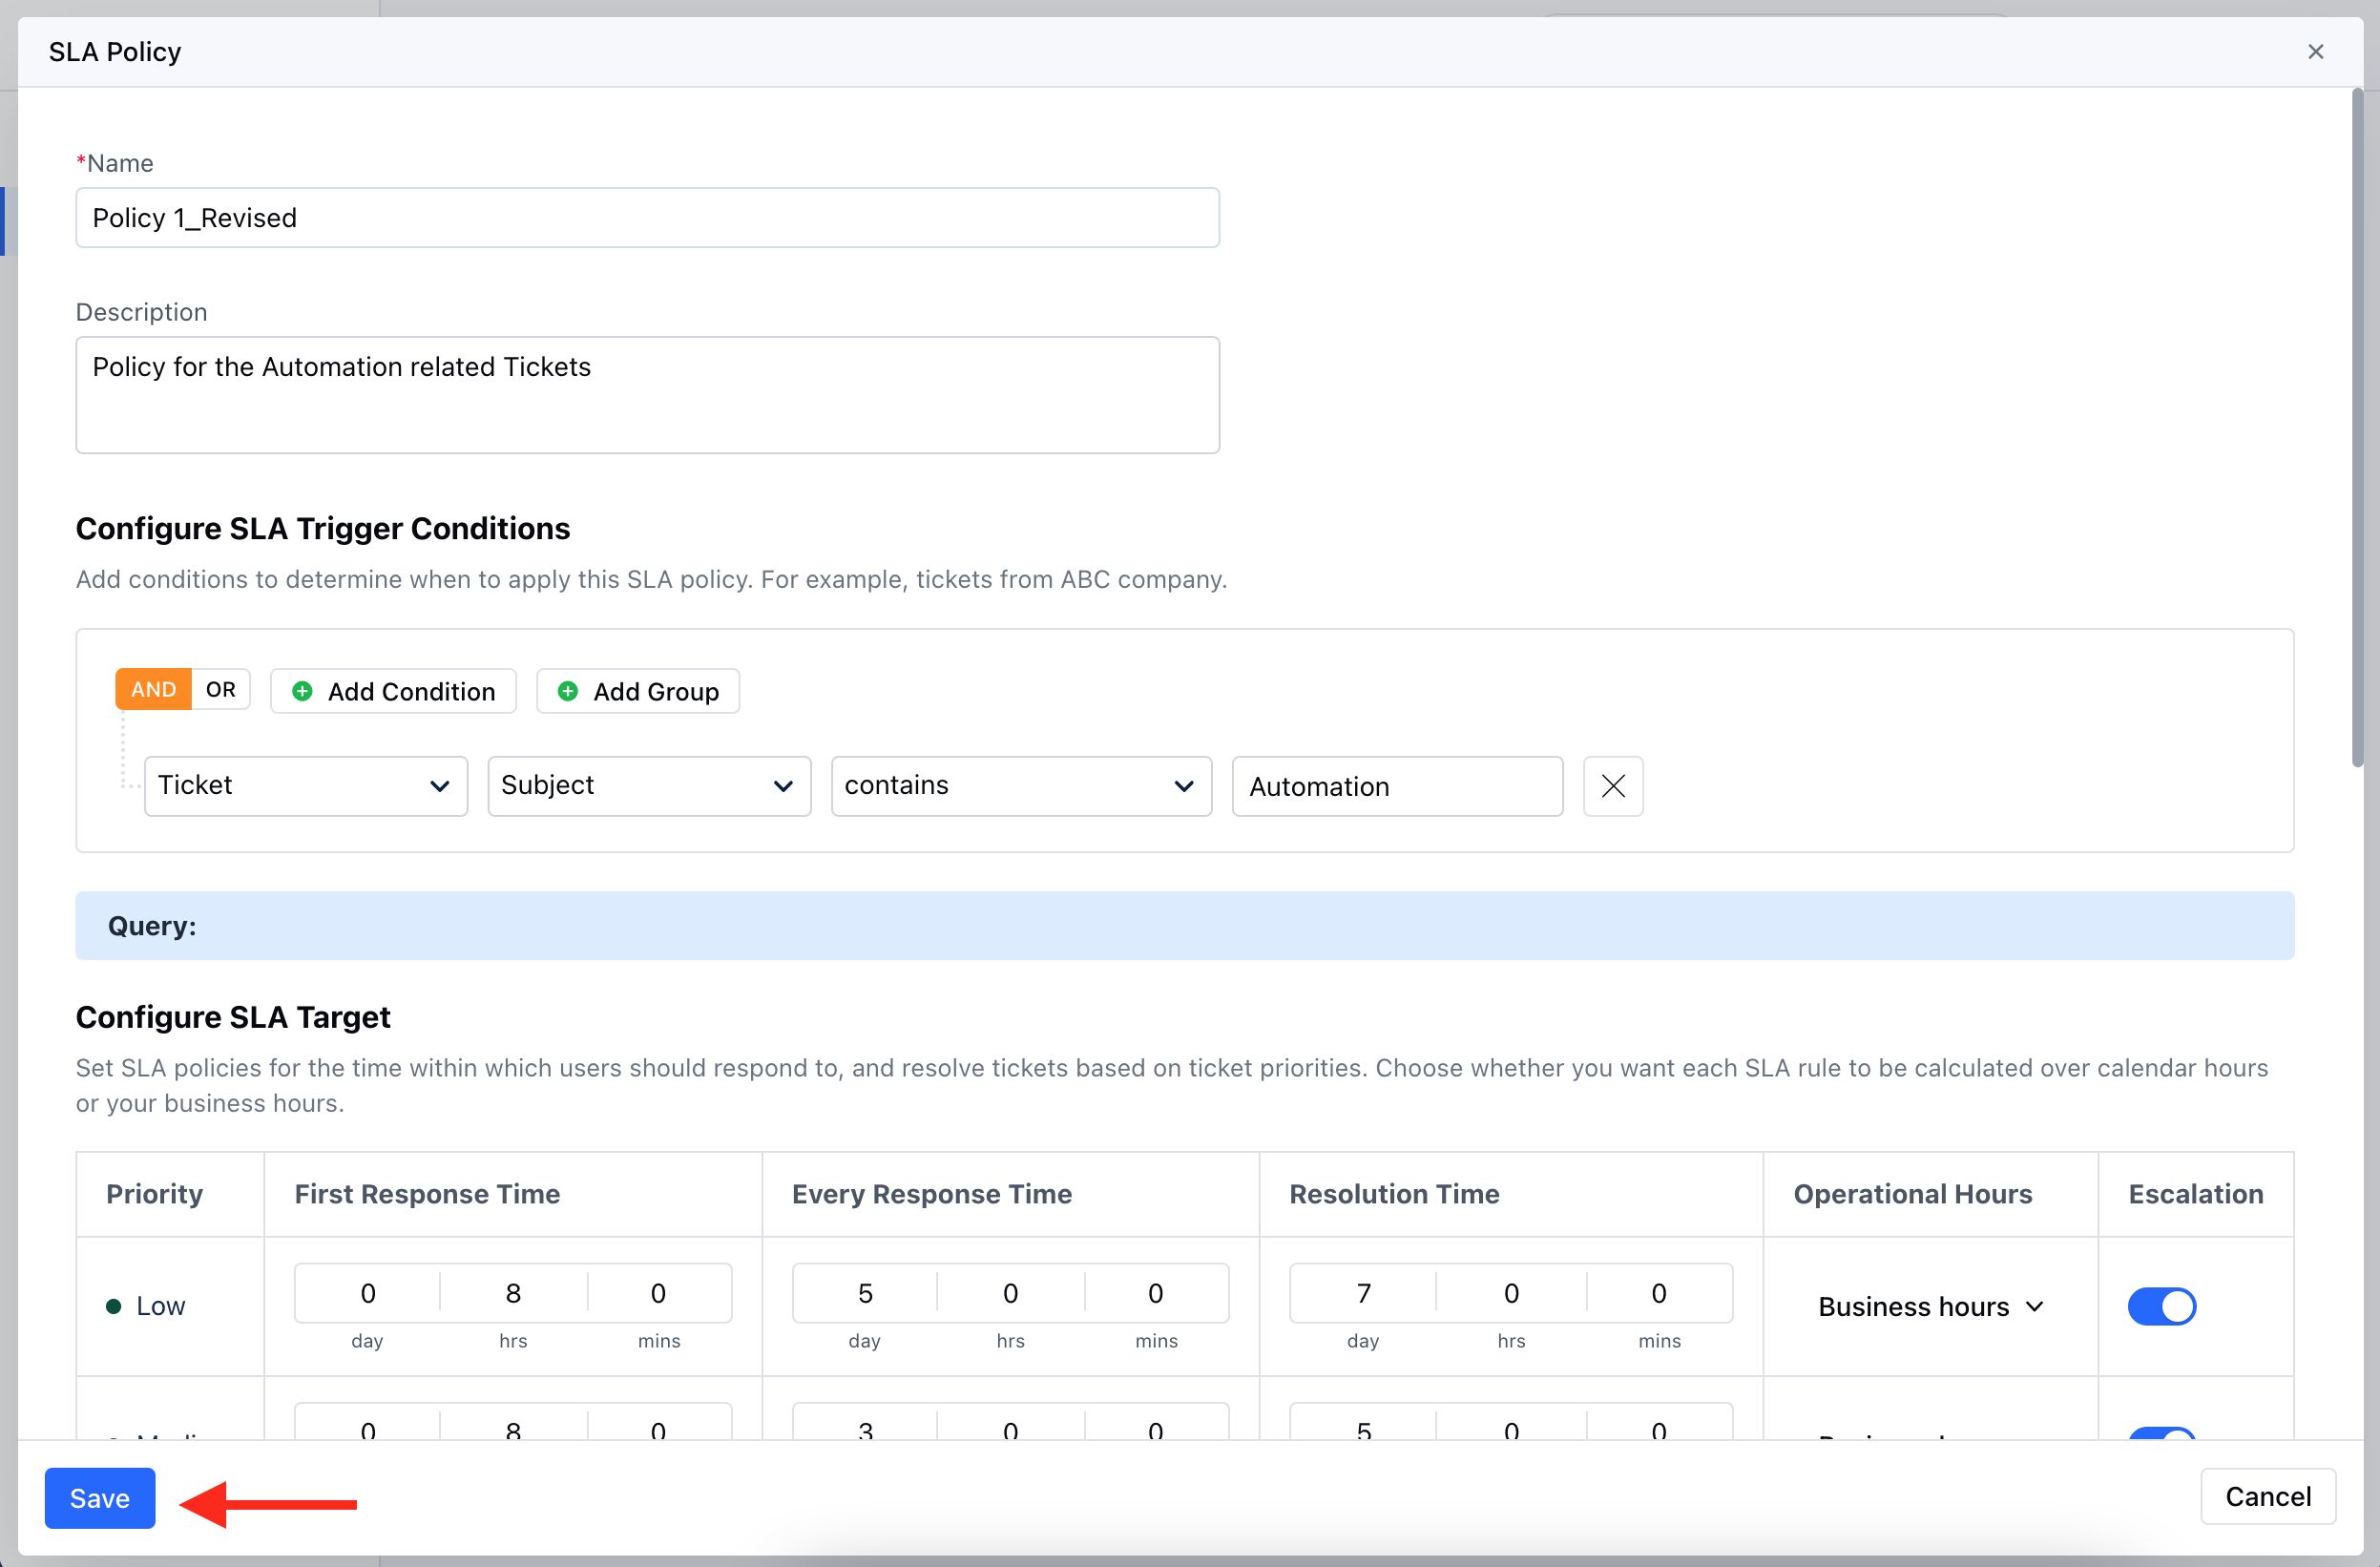 SLA Policy
*Name
Policy 1_Revised
Description
Policy for the Automation related Tickets
Configure SLA Trigger Conditions
Add conditions to determine when to apply this SLA policy. For example, tickets from ABC company.
AND OR Add Condition Add Group
Ticket Subject contains Automation
Query:
Configure SLA Target
Set SLA policies for the time within which users should respond to, and resolve tickets based on ticket priorities. Choose whether you want each SLA rule to be calculated over calendar hours
or your business hours.
Priority First Response Time Every Response Time Resolution Time Operational Hours Escalation
Low 0 8 0 5 0 0 7 0 0 Business hours
day hrs mins day hrs mins day hrs mins
0 8 0 3 0 0 5 0 0
Save Cancel